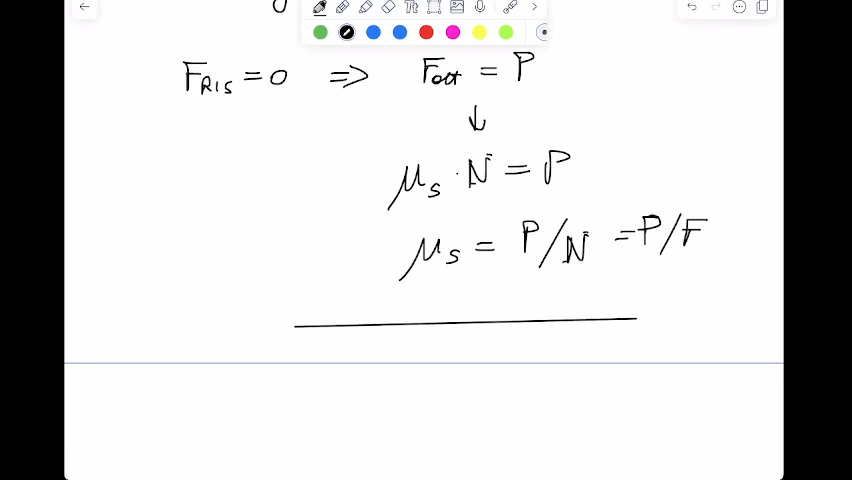 F_RIS = 0 ⇒ F_att = P
↓
μ_s · N = P
μ_s = P/N = P/F